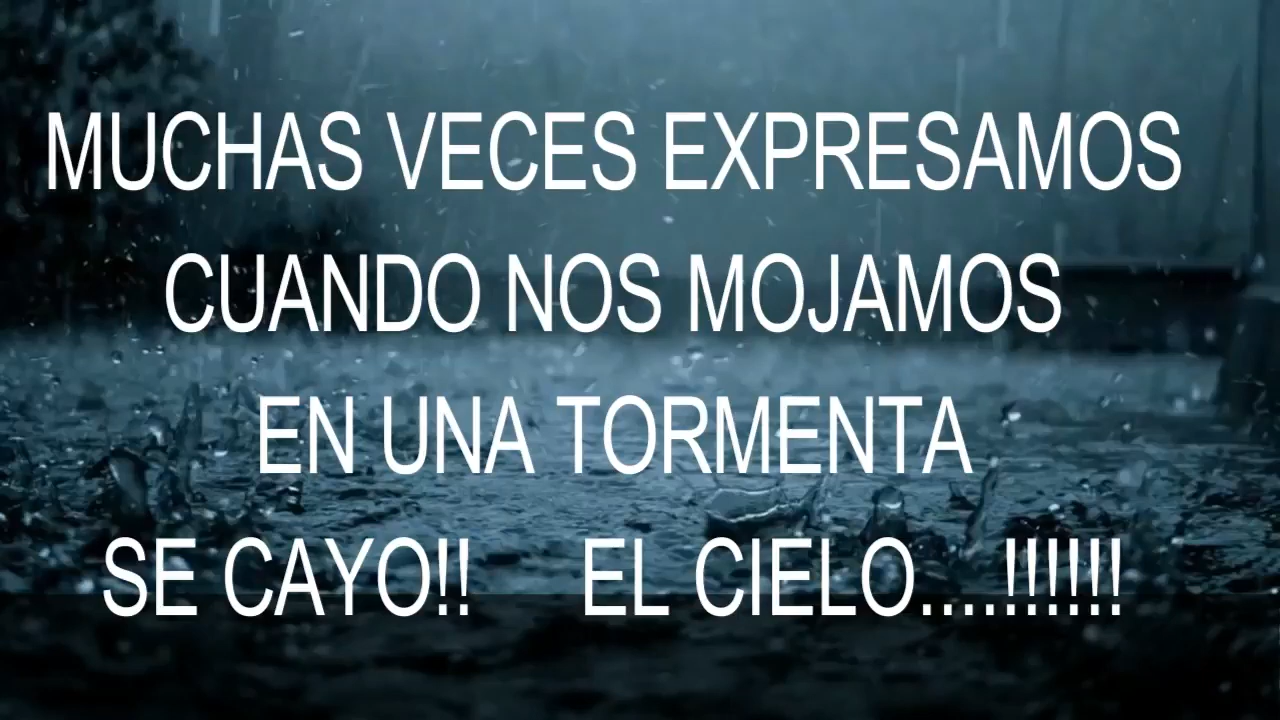 MUCHAS VECES EXPRESAMOS
CUANDO NOS MOJAMOS
EN UNA TORMENTA
SE CAYO!! EL CIELO....!!!!!!